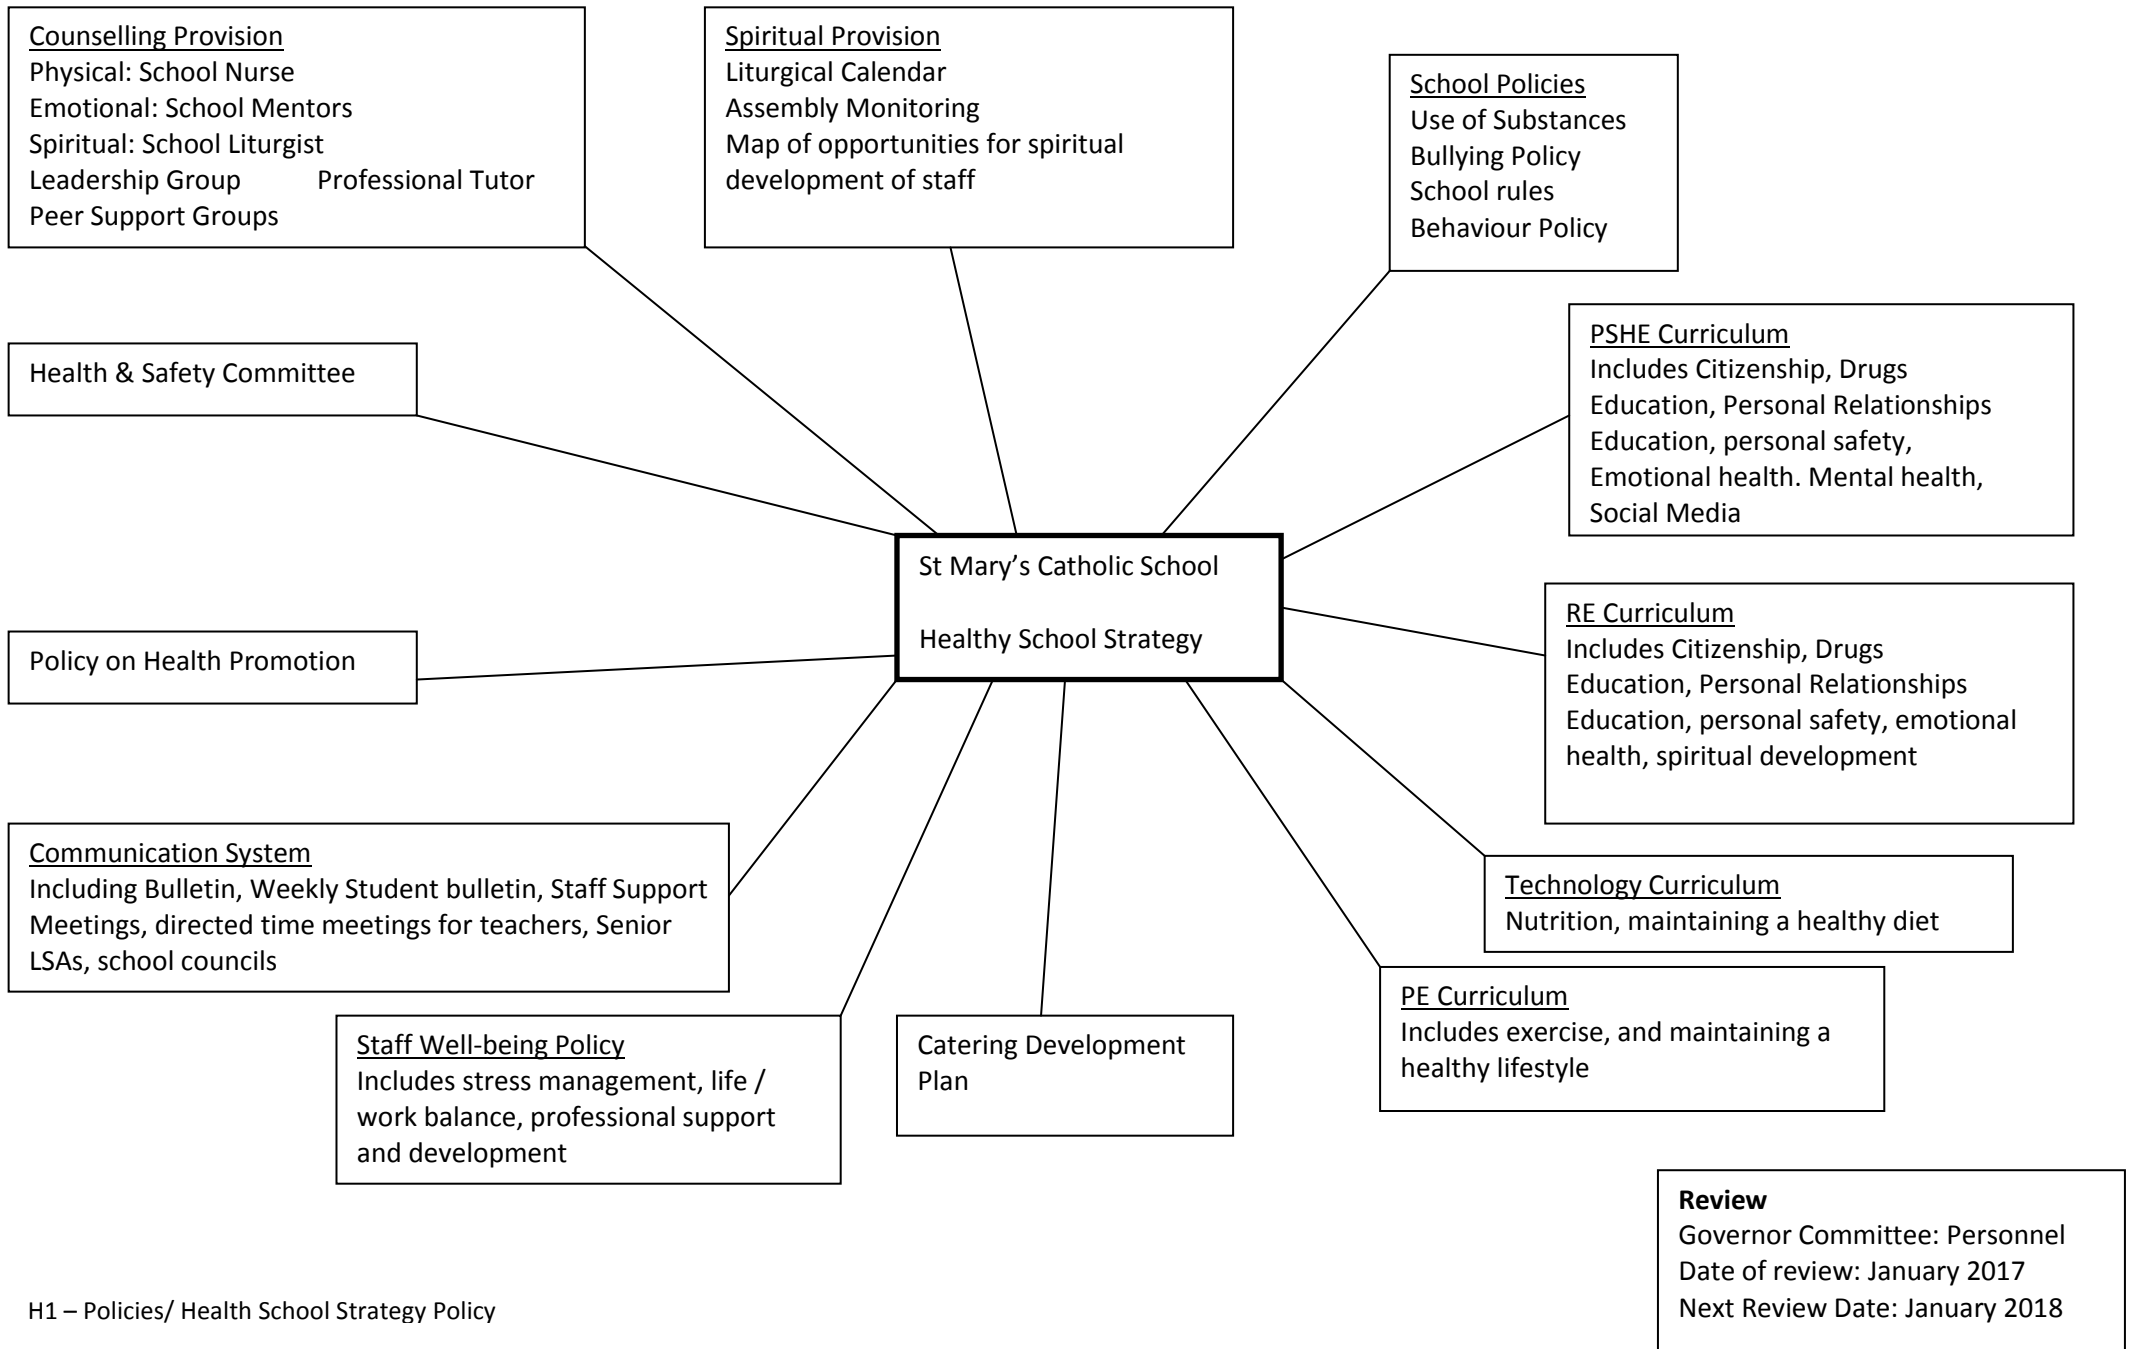 Counselling Provision
Physical: School Nurse
Emotional: School Mentors
Spiritual: School Liturgist
Leadership Group Professional Tutor
Peer Support Groups
Spiritual Provision
Liturgical Calendar
Assembly Monitoring
Map of opportunities for spiritual
development of staff
School Policies
Use of Substances
Bullying Policy
School rules
Behaviour Policy
Health & Safety Committee
PSHE Curriculum
Includes Citizenship, Drugs
Education, Personal Relationships
Education, personal safety,
Emotional health. Mental health,
Social Media
St Mary’s Catholic School
Healthy School Strategy
Policy on Health Promotion
RE Curriculum
Includes Citizenship, Drugs
Education, Personal Relationships
Education, personal safety, emotional
health, spiritual development
Communication System
Including Bulletin, Weekly Student bulletin, Staff Support
Meetings, directed time meetings for teachers, Senior
LSAs, school councils
Technology Curriculum
Nutrition, maintaining a healthy diet
Staff Well-being Policy
Includes stress management, life /
work balance, professional support
and development
Catering Development
Plan
PE Curriculum
Includes exercise, and maintaining a
healthy lifestyle
Review
Governor Committee: Personnel
Date of review: January 2017
Next Review Date: January 2018
H1 – Policies/ Health School Strategy Policy